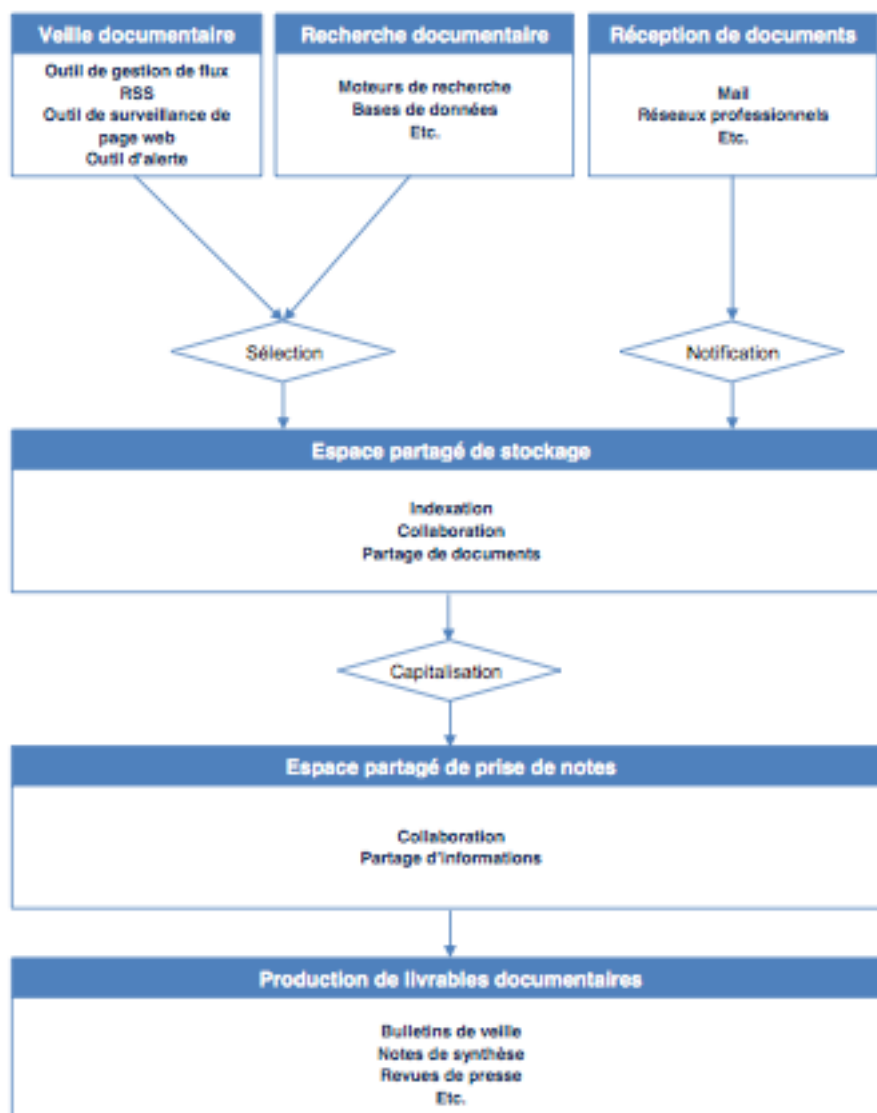 Veille documentaire
Outil de gestion de flux
RSS
Outil de surveillance de
page web
Outil d'alerte
Recherche documentaire
Moteurs de recherche
Bases de données
Etc.
Réception de documents
Mail
Réseaux professionnels
Etc.
Sélection
Notification
Espace partagé de stockage
Indexation
Collaboration
Partage de documents
Capitalisation
Espace partagé de prise de notes
Collaboration
Partage d'informations
Production de livrables documentaires
Bulletins de veille
Notes de synthèse
Revues de presse
Etc.